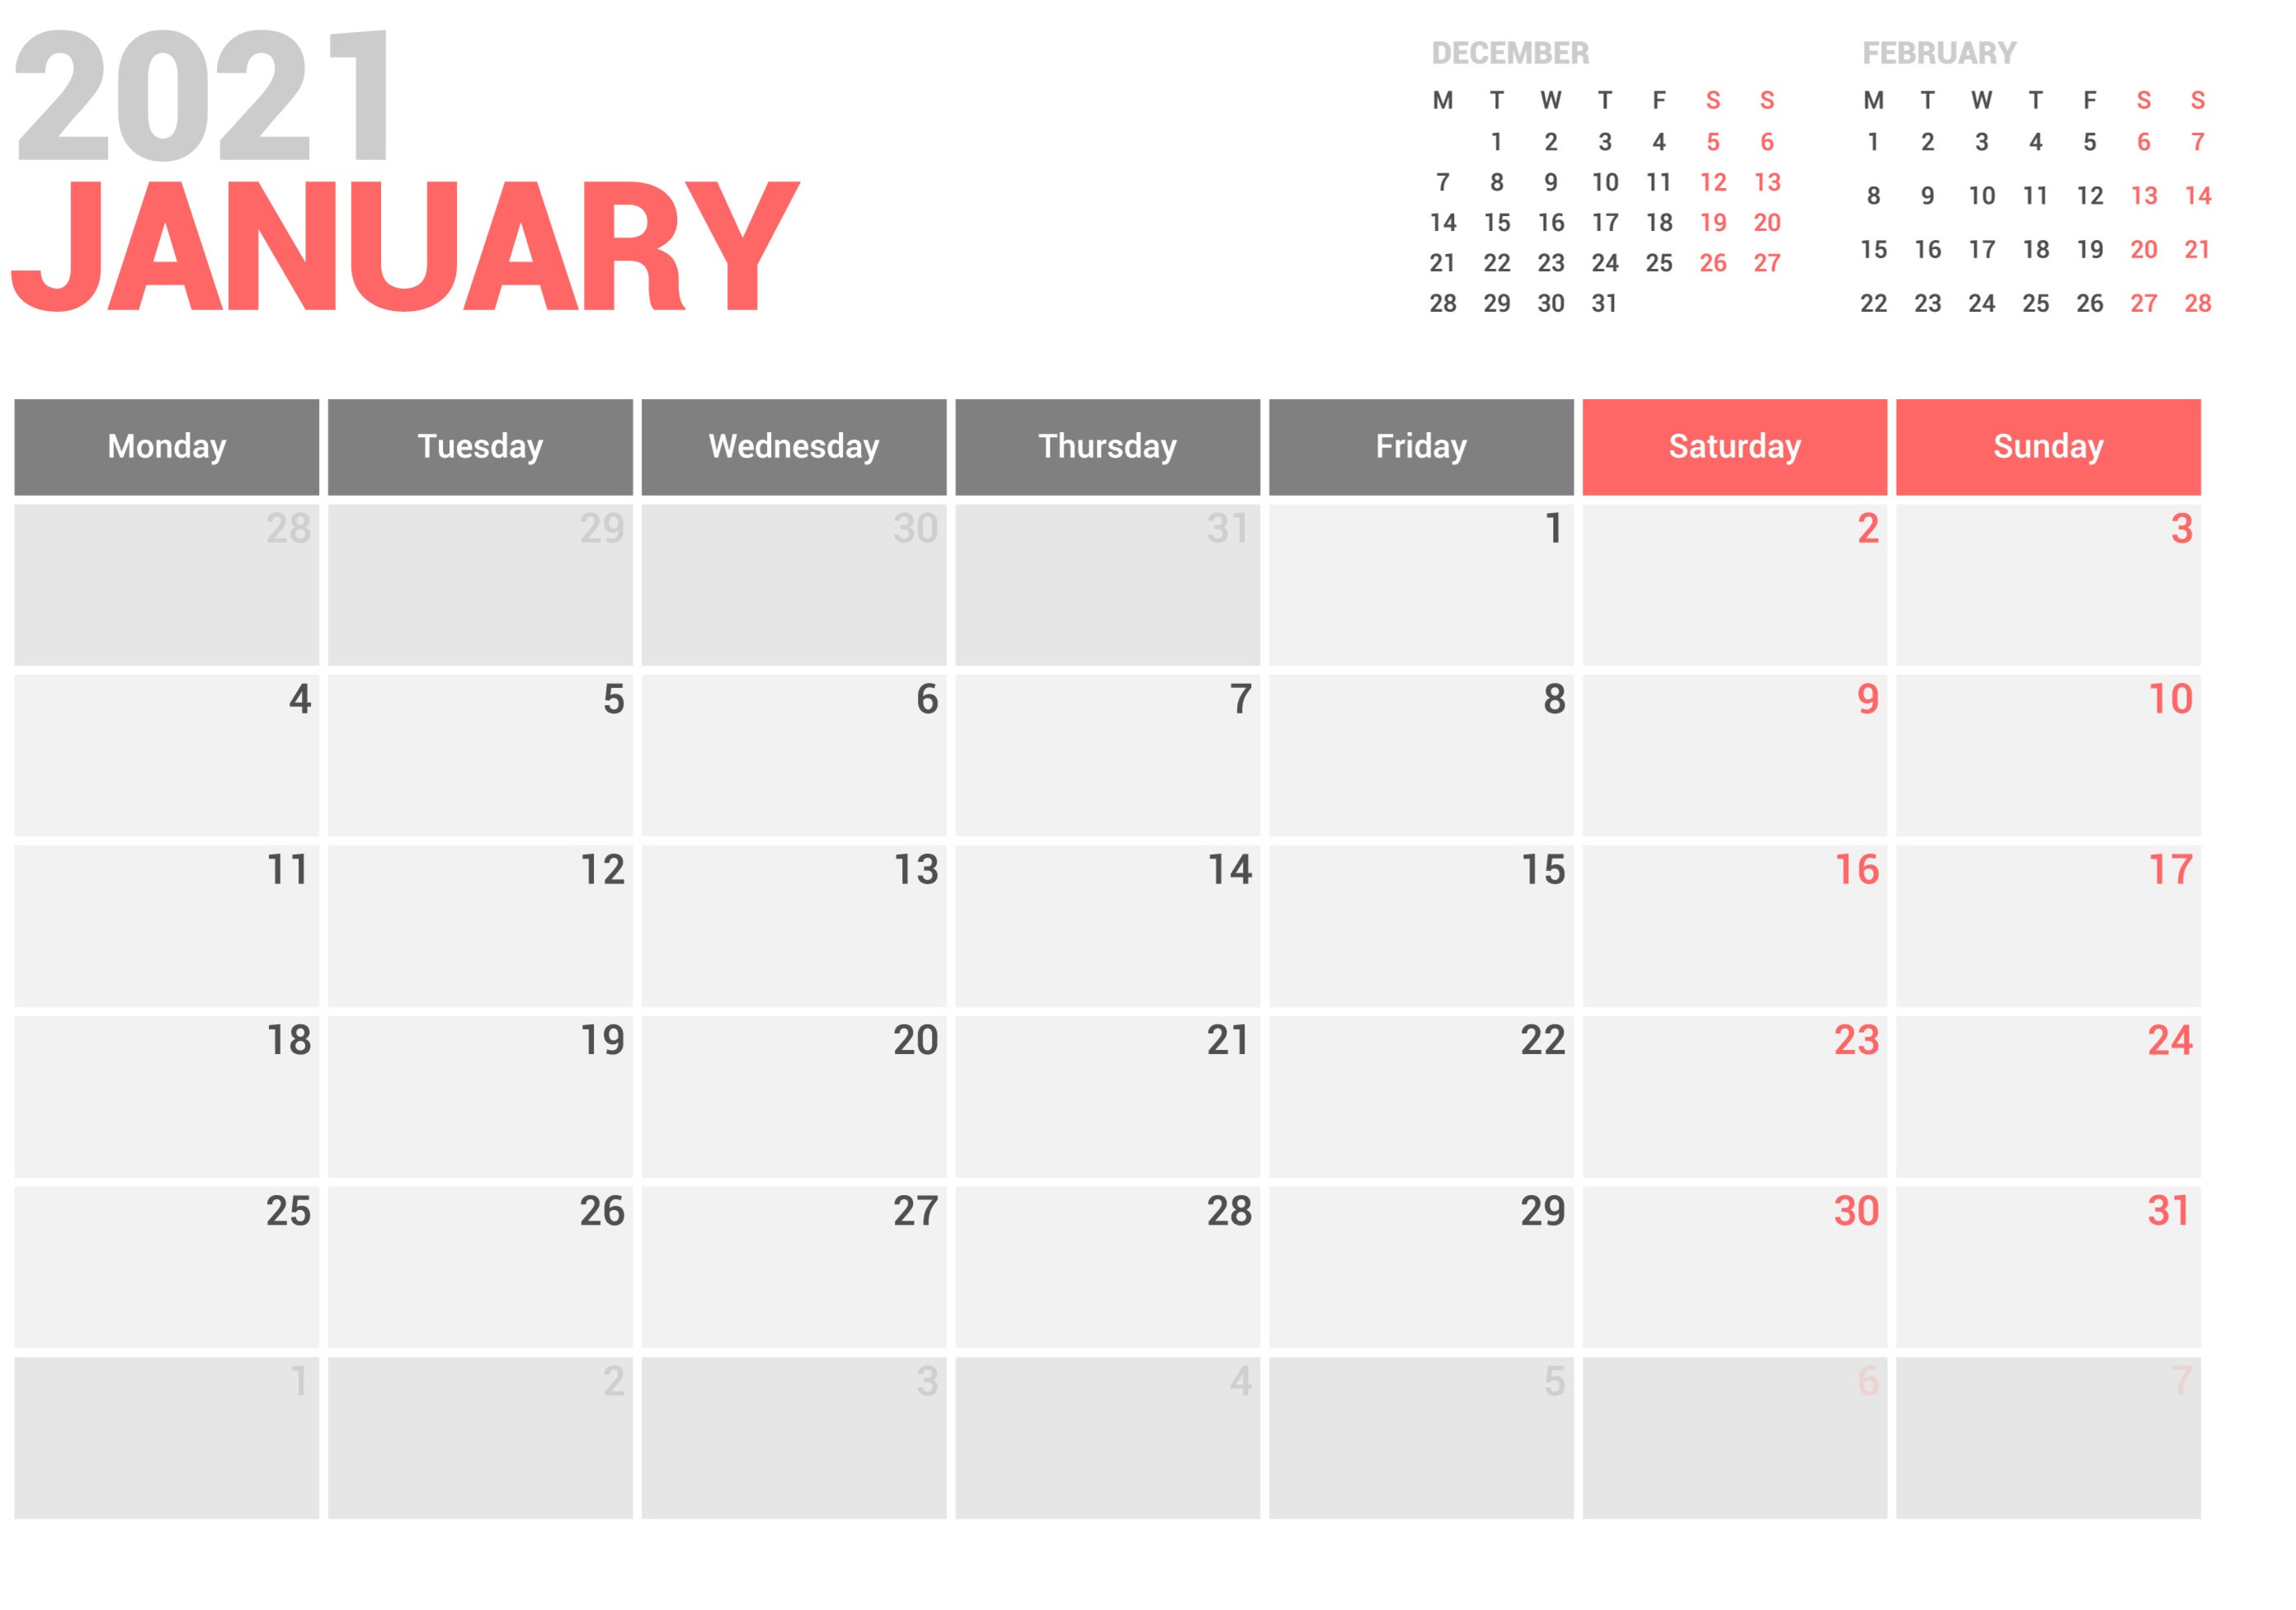 2021
JANUARY
DECEMBER
M T W T F S S
1 2 3 4 5 6
7 8 9 10 11 12 13
14 15 16 17 18 19 20
21 22 23 24 25 26 27
28 29 30 31
FEBRUARY
M T W T F S S
1 2 3 4 5 6 7
8 9 10 11 12 13 14
15 16 17 18 19 20 21
22 23 24 25 26 27 28
Monday Tuesday Wednesday Thursday Friday Saturday Sunday
28 29 30 31 1 2 3
4 5 6 7 8 9 10
11 12 13 14 15 16 17
18 19 20 21 22 23 24
25 26 27 28 29 30 31
1 2 3 4 5 6 7